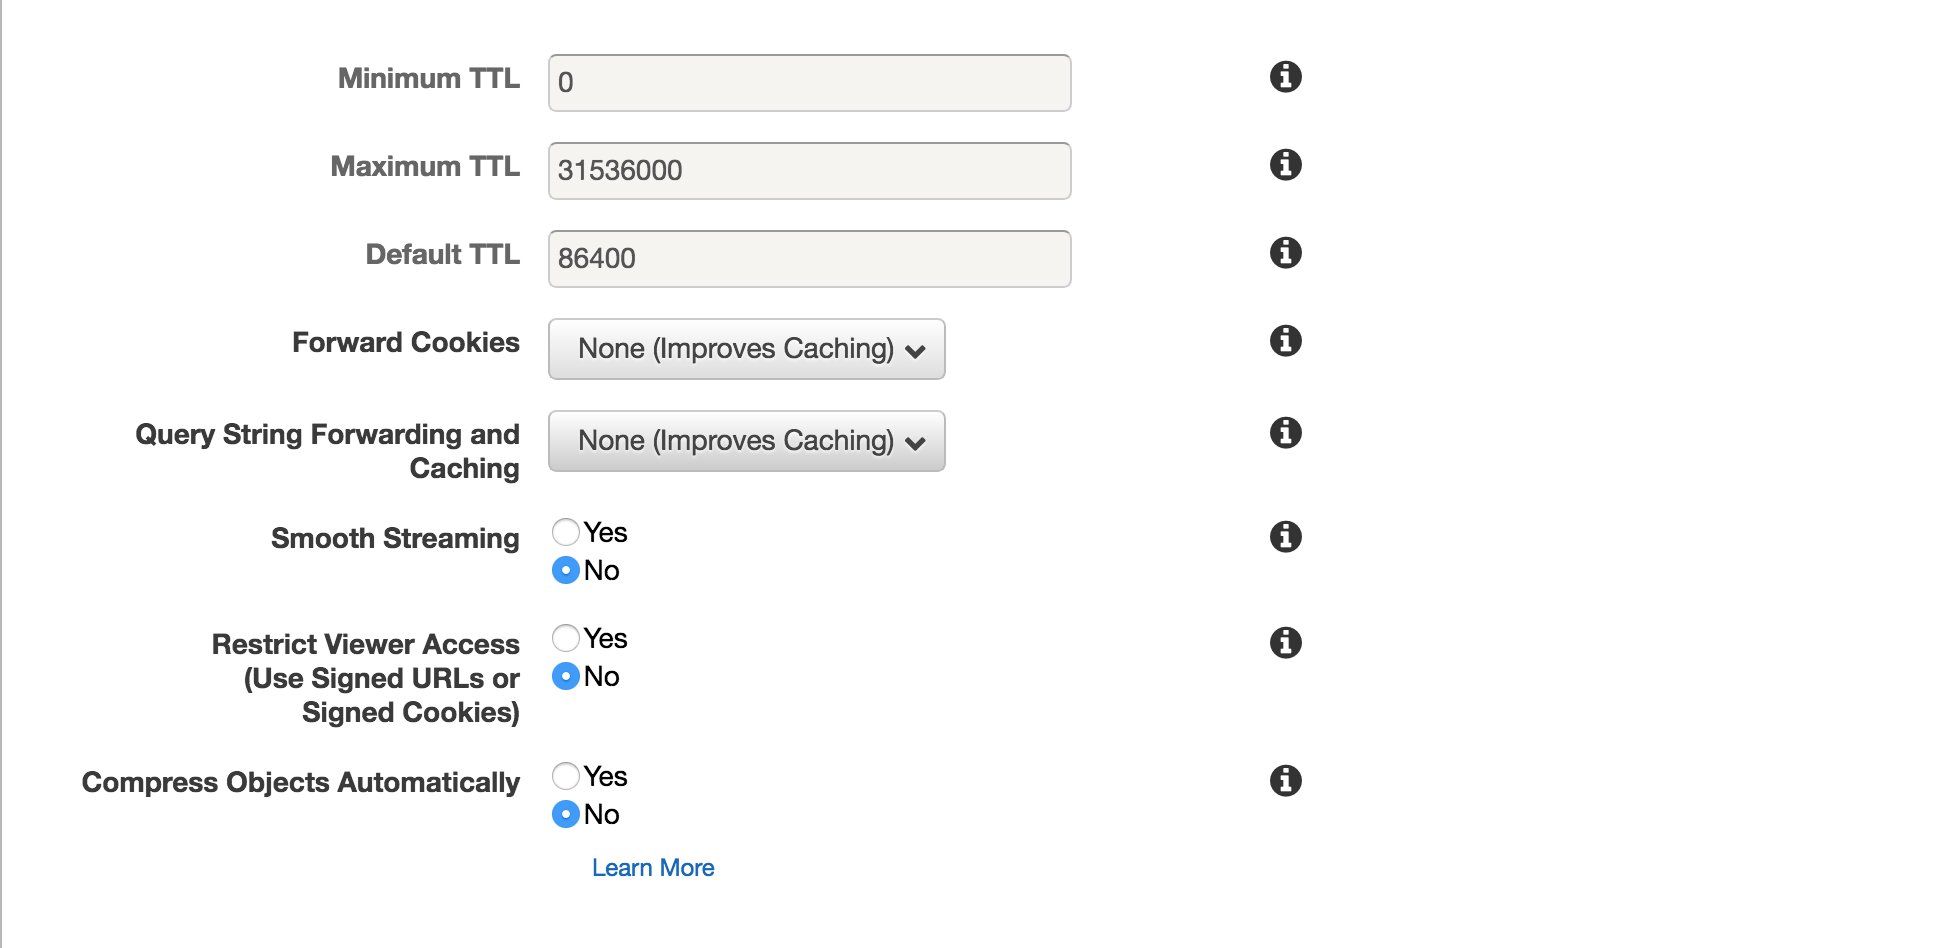 Minimum TTL
0
Maximum TTL
31536000
Default TTL
86400
Forward Cookies
None (Improves Caching)
Query String Forwarding and
Caching
None (Improves Caching)
Smooth Streaming
Yes
No
Restrict Viewer Access
(Use Signed URLs or
Signed Cookies)
Yes
No
Compress Objects Automatically
Yes
No
Learn More